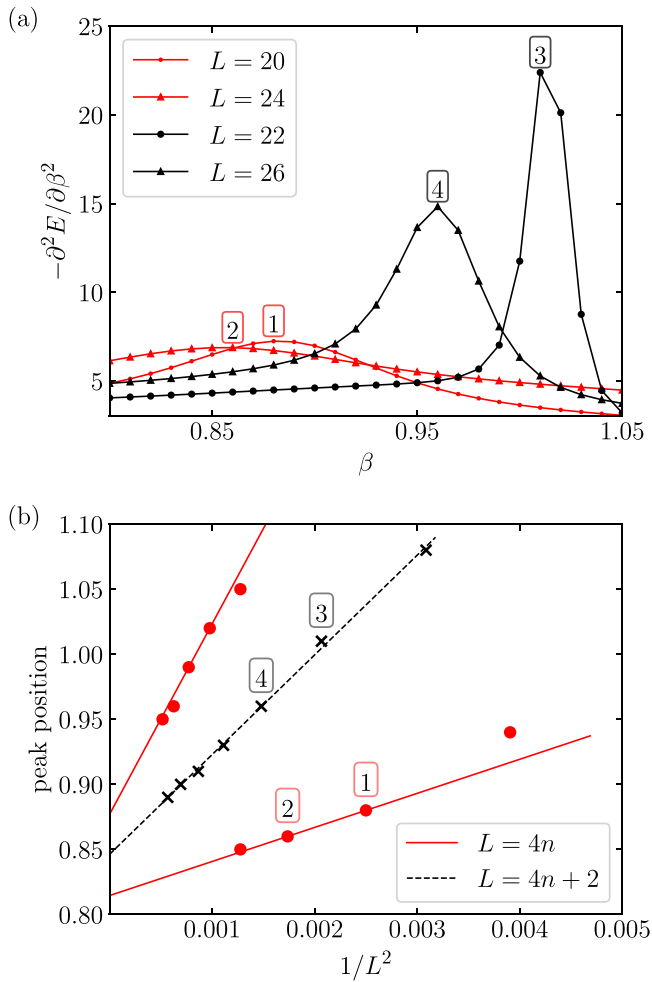 (a)
25
20
15
10
5
−∂²E/∂β²
L = 20
L = 24
L = 22
L = 26
3
4
2
1
0.85
0.95
1.05
β
(b)
1.10
1.05
1.00
0.95
0.90
0.85
0.80
peak position
3
4
1
2
L = 4n
L = 4n + 2
0.001
0.002
0.003
0.004
0.005
1/L²